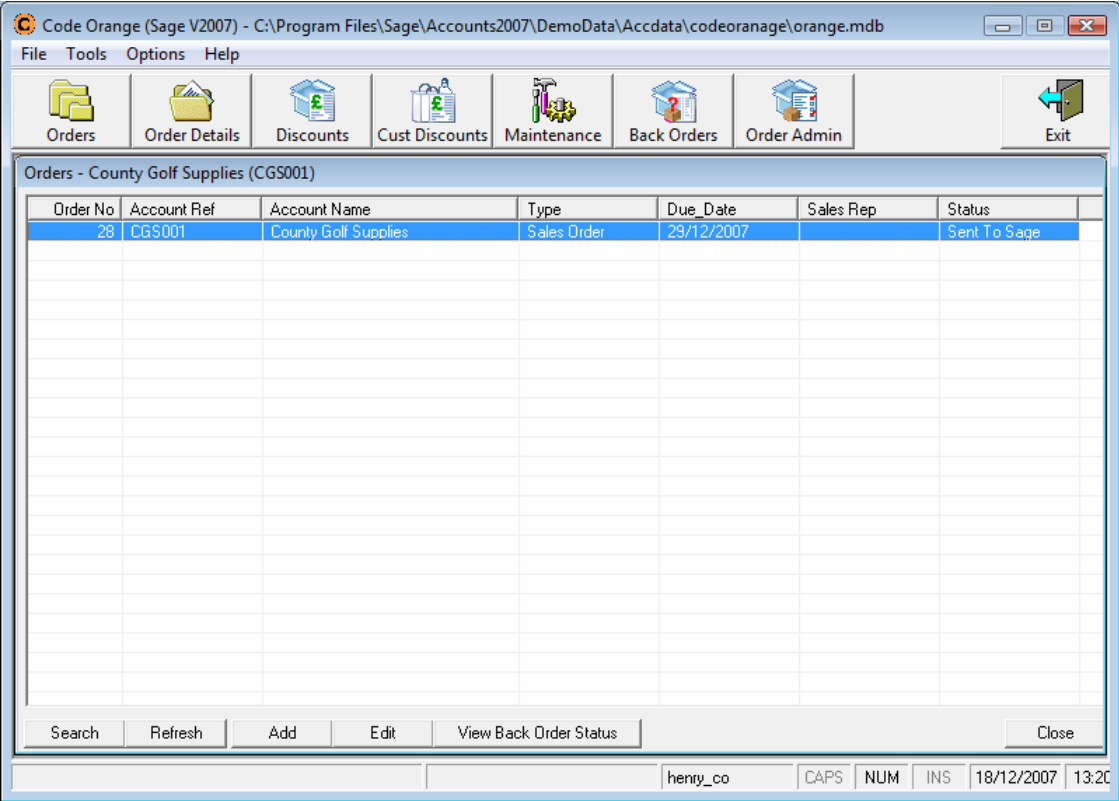 Code Orange (Sage V2007) - C:\Program Files\Sage\Accounts2007\DemoData\Accdata\codeoranage\orange.mdb
File Tools Options Help
Orders Order Details Discounts Cust Discounts Maintenance Back Orders Order Admin Exit
Orders - County Golf Supplies (CGS001)
Order No Account Ref Account Name Type Due_Date Sales Rep Status
28 CGS001 County Golf Supplies Sales Order 29/12/2007 Sent To Sage
Search Refresh Add Edit View Back Order Status Close
henry_co CAPS NUM INS 18/12/2007 13:20